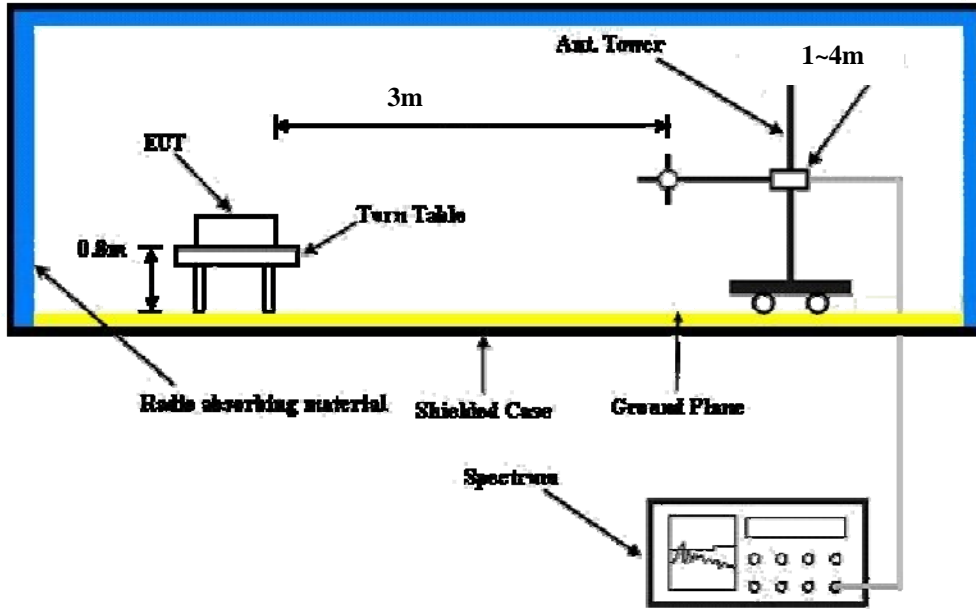 Ant. Tower
1~4m
3m
EUT
Turn Table
0.8m
Radio absorbing material
Shielded Case
Ground Plane
Spectrum